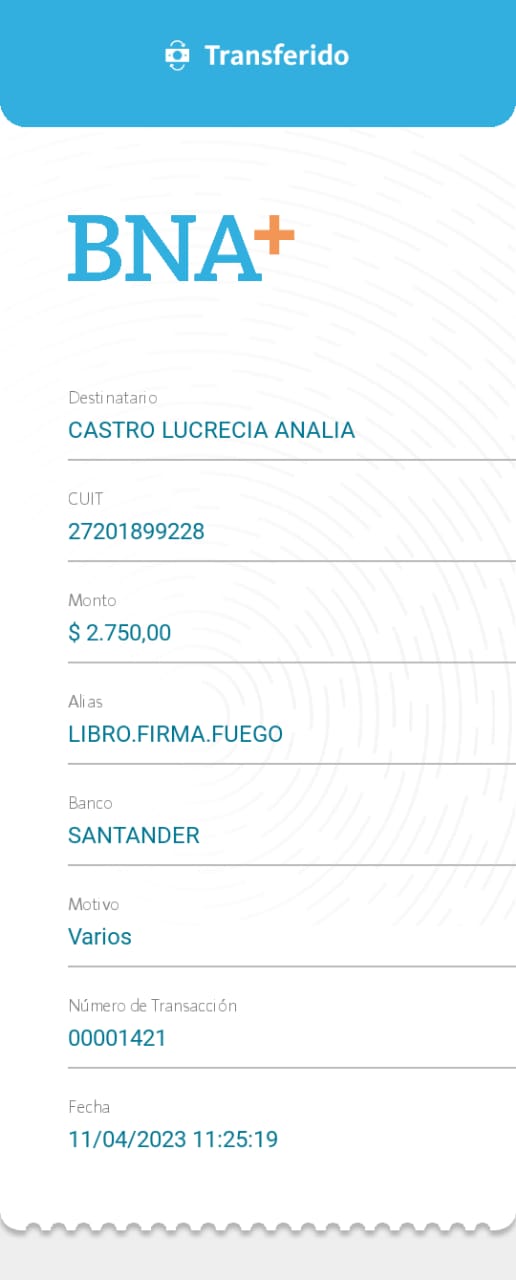 Transferido
BNA+
Destinatario
CASTRO LUCRECIA ANALIA
CUIT
27201899228
Monto
$ 2.750,00
Alias
LIBRO.FIRMA.FUEGO
Banco
SANTANDER
Motivo
Varios
Número de Transacción
00001421
Fecha
11/04/2023 11:25:19